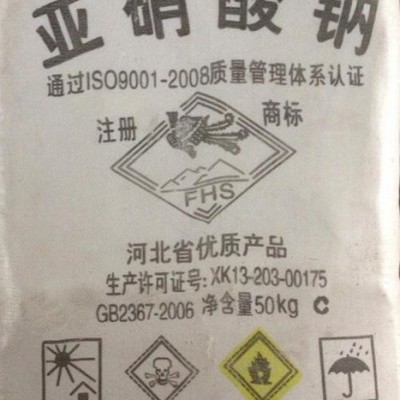 亚硝酸钠
通过ISO9001-2008质量管理体系认证
注册 商标
FHS
河北省优质产品
生产许可证号:XK13-203-00175
GB2367-2006 净含量50kg C